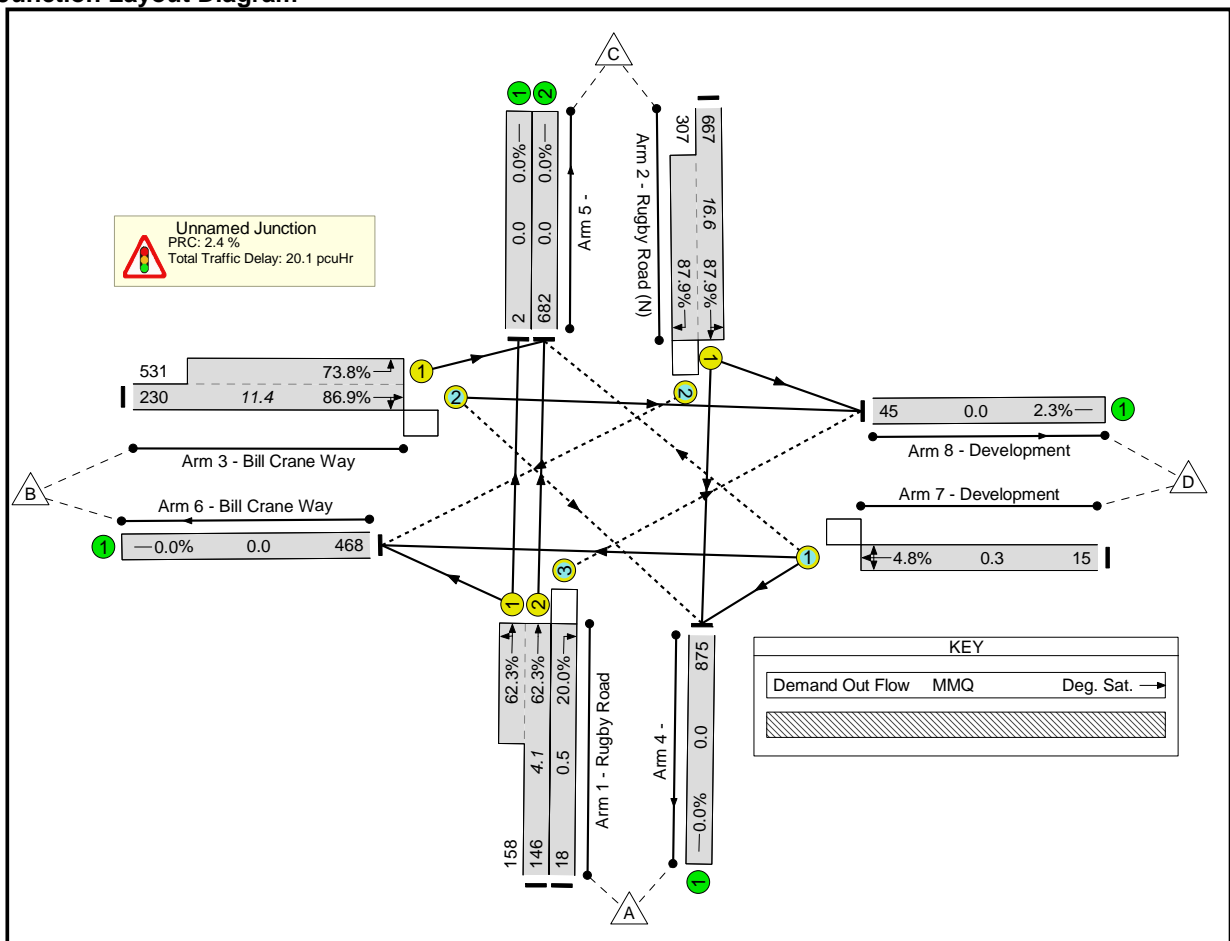 Junction Layout Diagram
C
1
2
0.0%
0.0%
0.0
0.0
2
682
Arm 5 -
Arm 2 - Rugby Road (N)
307
667
16.6
87.9%
87.9%
1
2
Unnamed Junction
PRC: 2.4 %
Total Traffic Delay: 20.1 pcuHr
531
73.8%
1
230
11.4
86.9%
2
Arm 3 - Bill Crane Way
B
Arm 6 - Bill Crane Way
1
0.0%
0.0
468
45
0.0
2.3%
1
Arm 8 - Development
D
Arm 7 - Development
1
4.8%
0.3
15
1
2
3
62.3%
62.3%
20.0%
4.1
0.5
158
146
18
Arm 1 - Rugby Road
Arm 4 -
875
0.0
0.0%
1
A
KEY
Demand Out Flow MMQ Deg. Sat.